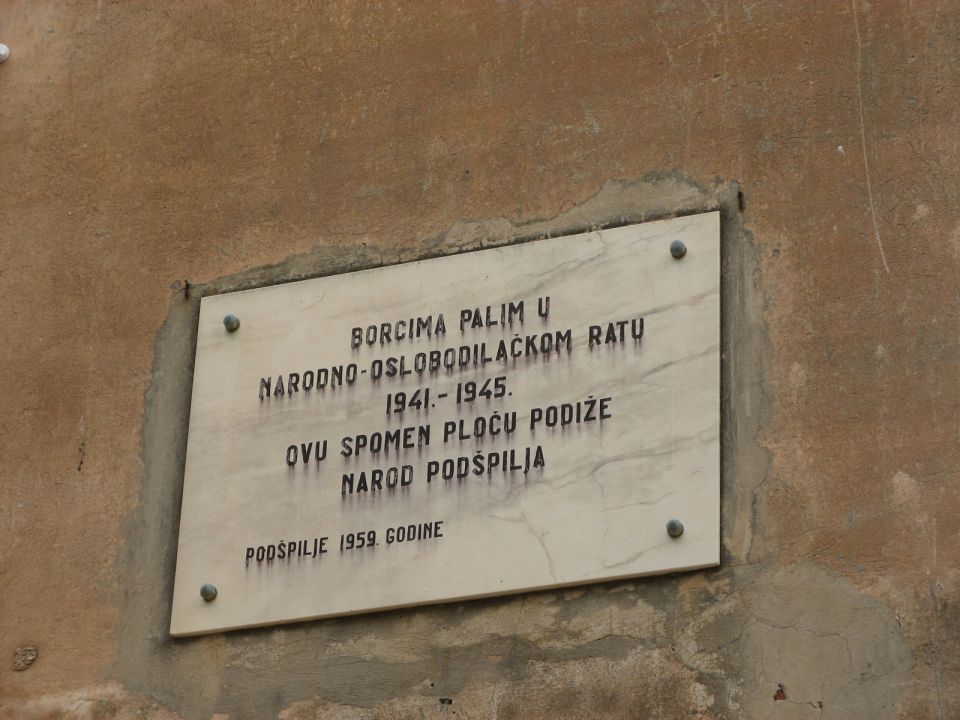 BORCIMA PALIM U
NARODNO-OSLOBODILAČKOM RATU
1941.-1945.
OVU SPOMEN PLOČU PODIŽE
NAROD PODŠPILJA
PODŠPILJE 1959. GODINE